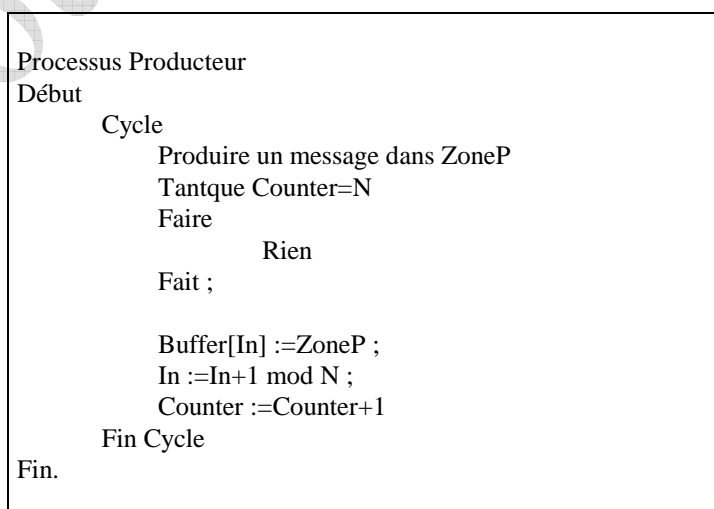 Processus Producteur
Début
Cycle
Produire un message dans ZoneP
Tantque Counter=N
Faire
Rien
Fait ;
Buffer[In] :=ZoneP ;
In :=In+1 mod N ;
Counter :=Counter+1
Fin Cycle
Fin.